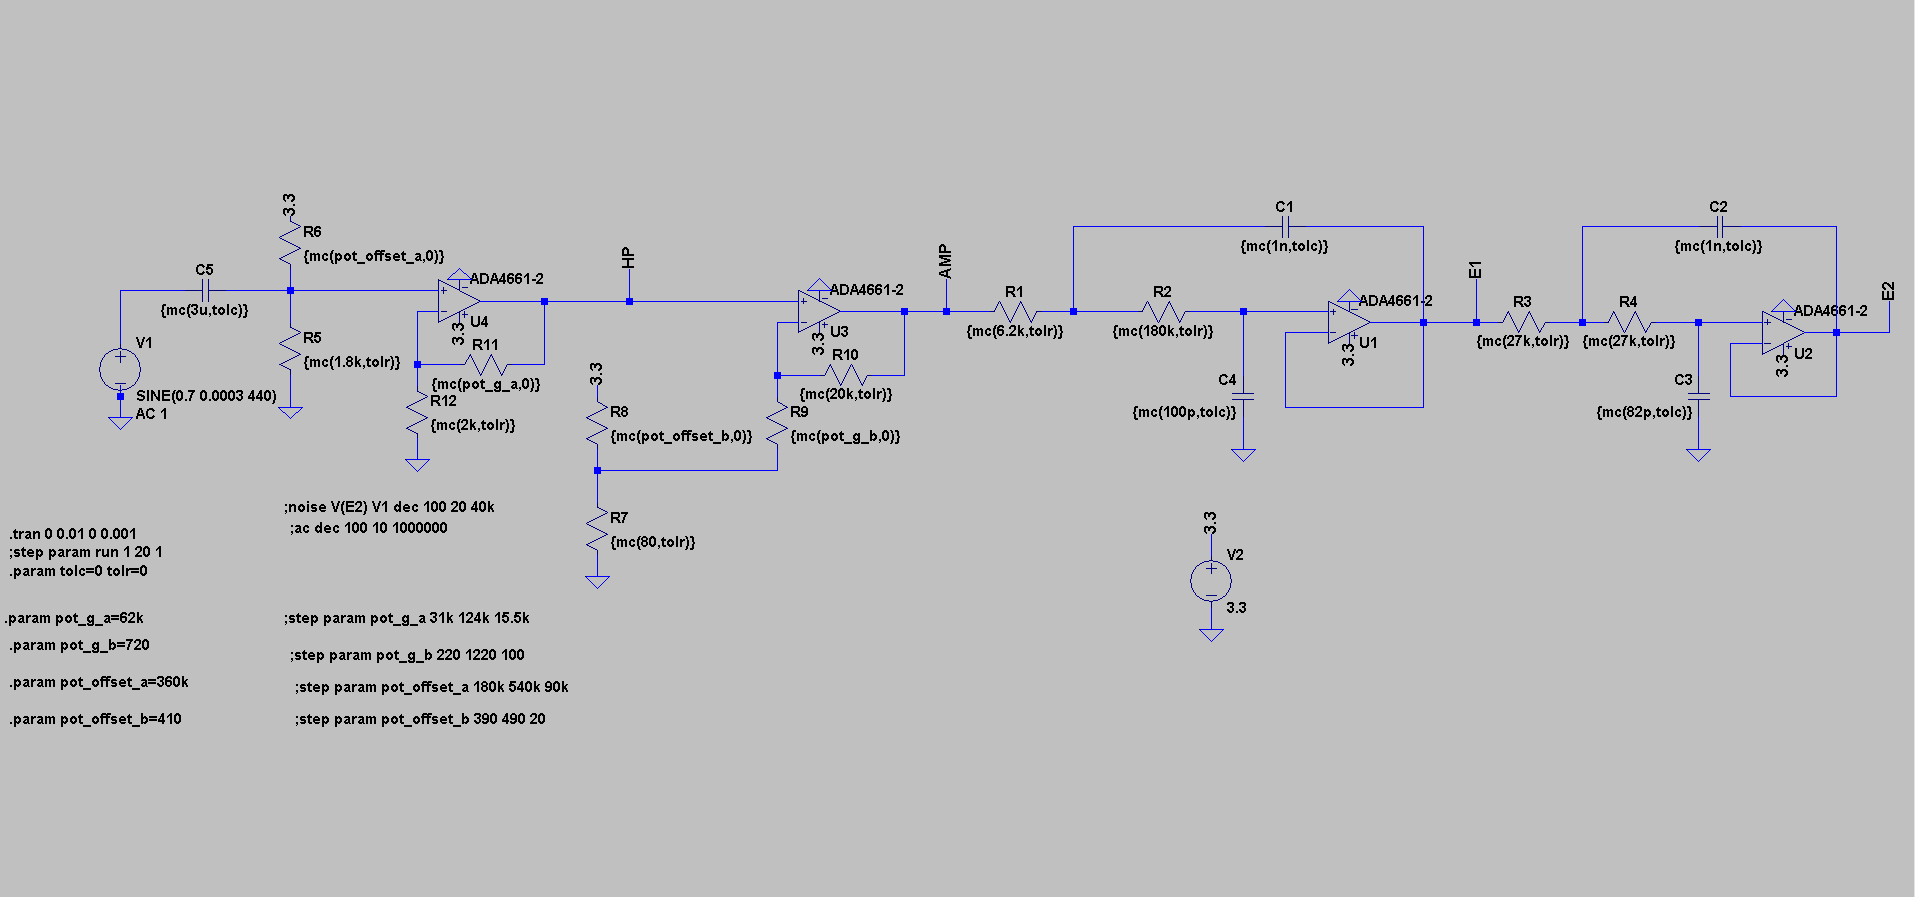 3.3
R6
{mc(pot_offset_a,0)}
C5
{mc(3u,tolc)}
R5
{mc(1.8k,tolr)}
V1
SINE(0.7 0.0003 440)
AC 1
ADA4661-2
U4
3.3
R11
{mc(pot_g_a,0)}
R12
{mc(2k,tolr)}
HP
ADA4661-2
U3
3.3
R10
{mc(20k,tolr)}
3.3
R8
{mc(pot_offset_b,0)}
R9
{mc(pot_g_b,0)}
R7
{mc(80,tolr)}
AMP
R1
{mc(6.2k,tolr)}
R2
{mc(180k,tolr)}
C1
{mc(1n,tolc)}
C4
{mc(100p,tolc)}
ADA4661-2
U1
3.3
E1
R3
{mc(27k,tolr)}
R4
{mc(27k,tolr)}
C2
{mc(1n,tolc)}
C3
{mc(82p,tolc)}
ADA4661-2
U2
3.3
E2
3.3
V2
3.3
;noise V(E2) V1 dec 100 20 40k
;ac dec 100 10 1000000
.tran 0 0.01 0 0.001
;step param run 1 20 1
.param tolc=0 tolr=0
.param pot_g_a=62k
;step param pot_g_a 31k 124k 15.5k
.param pot_g_b=720
;step param pot_g_b 220 1220 100
.param pot_offset_a=360k
;step param pot_offset_a 180k 540k 90k
.param pot_offset_b=410
;step param pot_offset_b 390 490 20